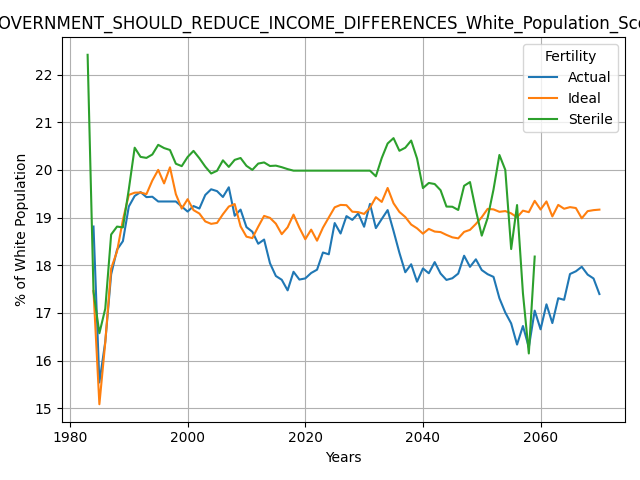 OVERNMENT_SHOULD_REDUCE_INCOME_DIFFERENCES_White_Population_Sc
22
21
20
19
18
17
16
15
% of White Population
1980
2000
2020
2040
2060
Years
Fertility
Actual
Ideal
Sterile